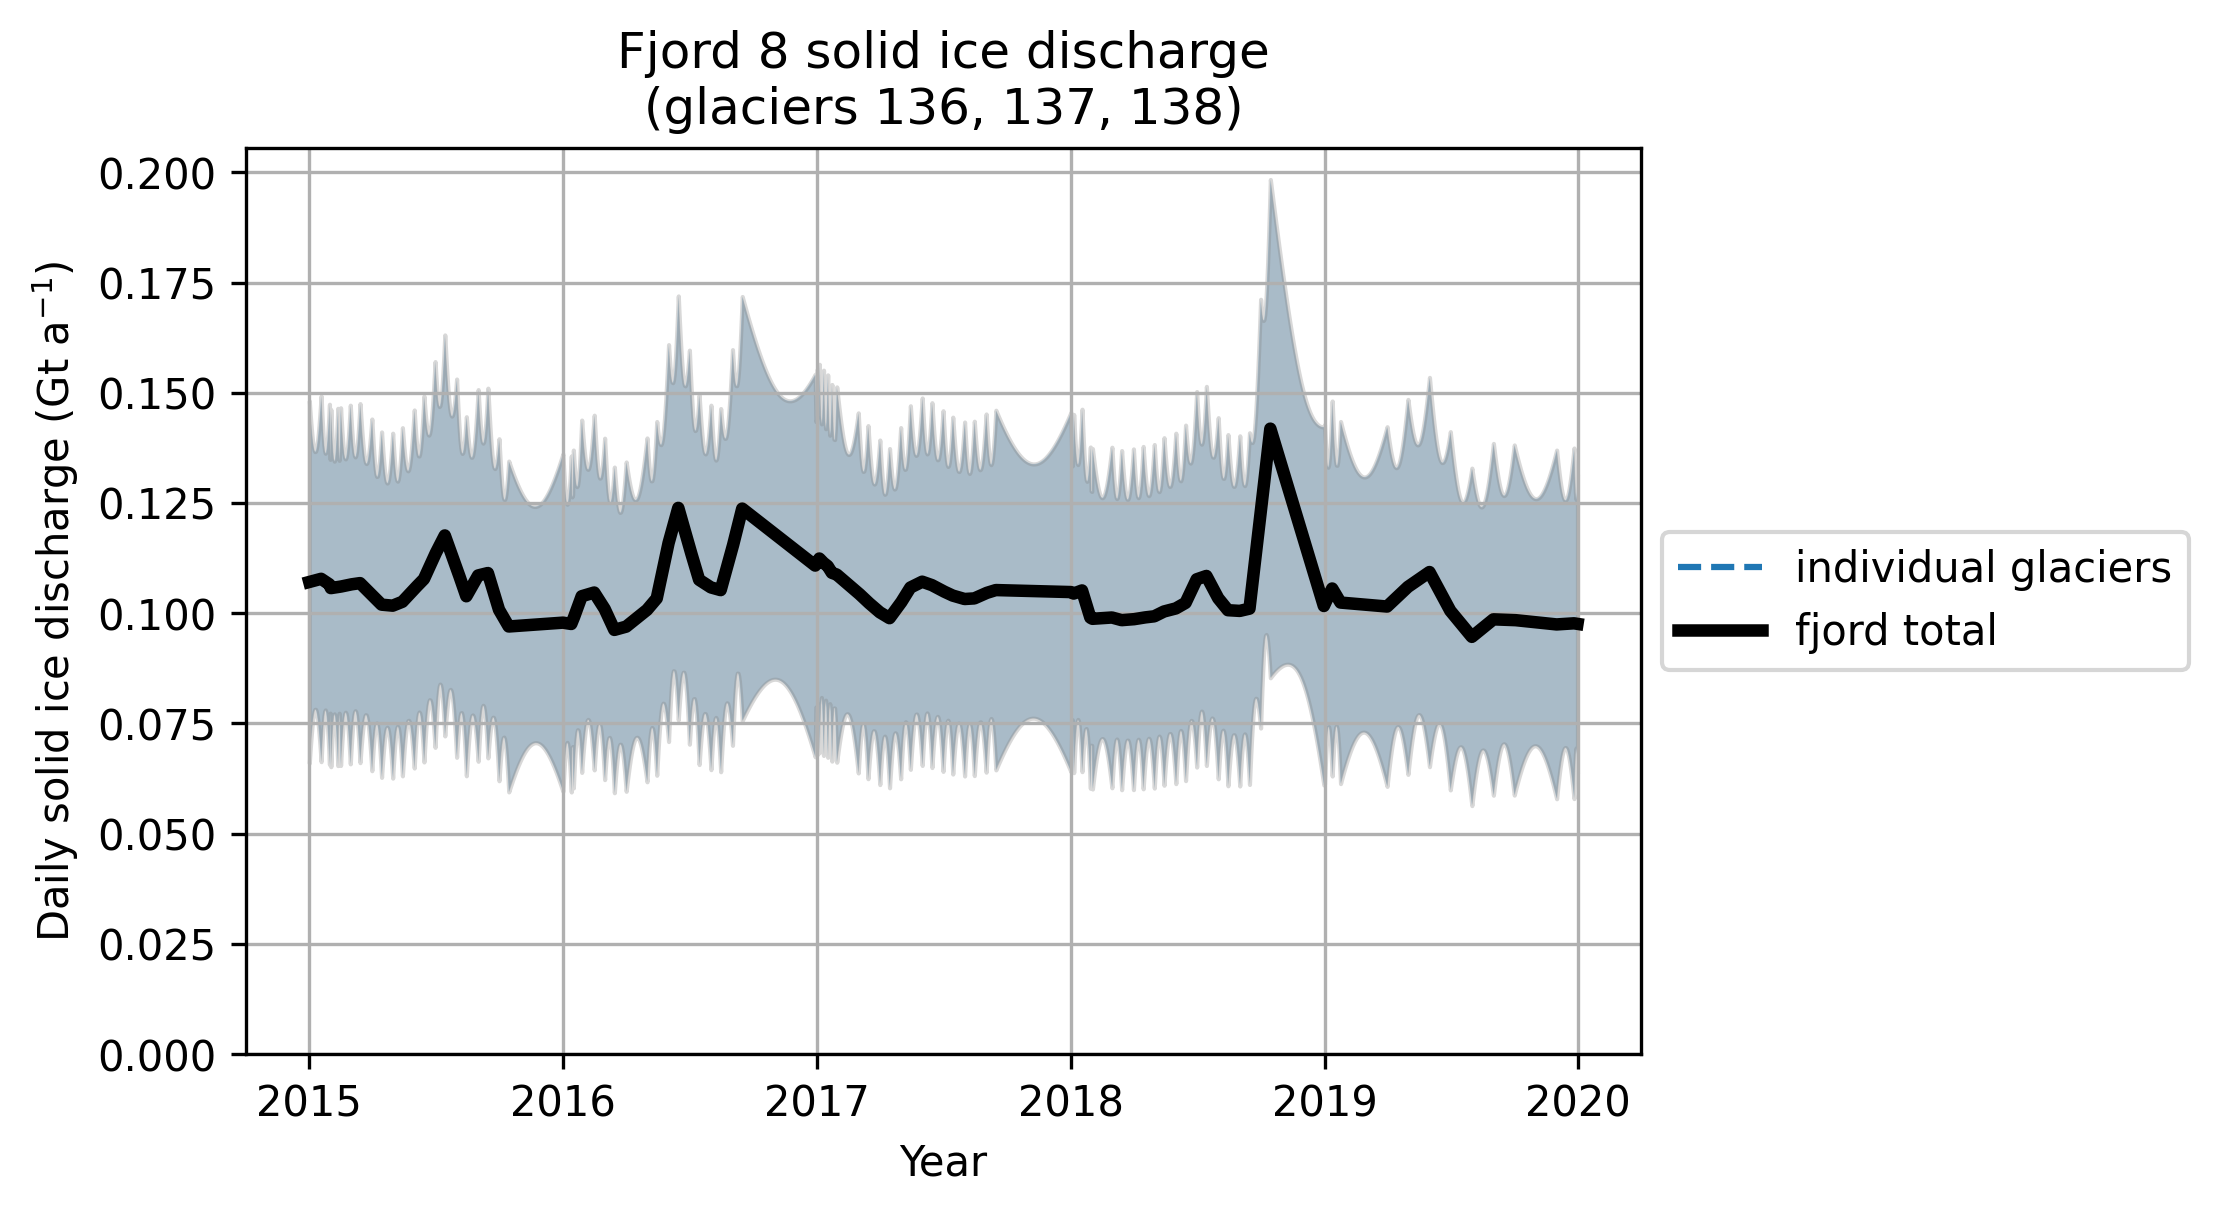 Fjord 8 solid ice discharge
(glaciers 136, 137, 138)
Daily solid ice discharge (Gt a⁻¹)
0.200
0.175
0.150
0.125
0.100
0.075
0.050
0.025
0.000
2015 2016 2017 2018 2019 2020
Year
individual glaciers
fjord total